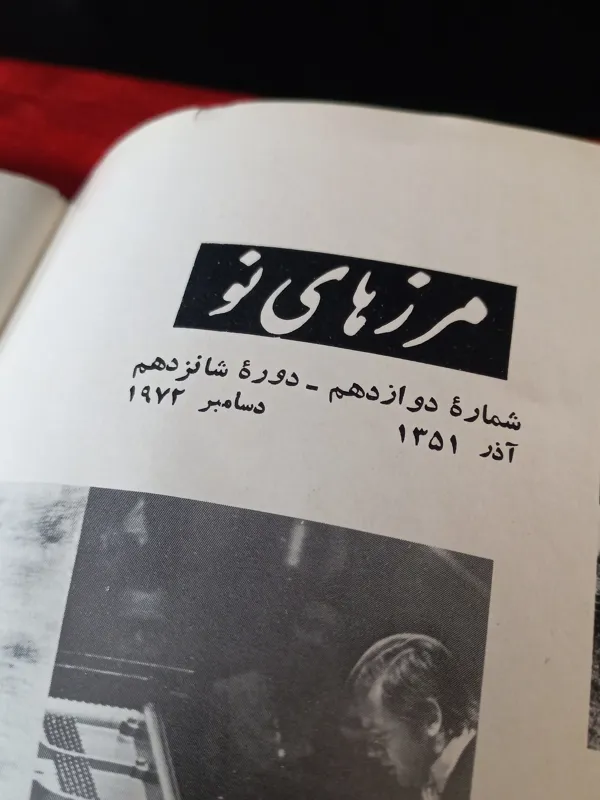 مرزهای نو
شمارهٔ دوازدهم - دورهٔ شانزدهم
آذر ۱۳۵۱ دسامبر ۱۹۷۲